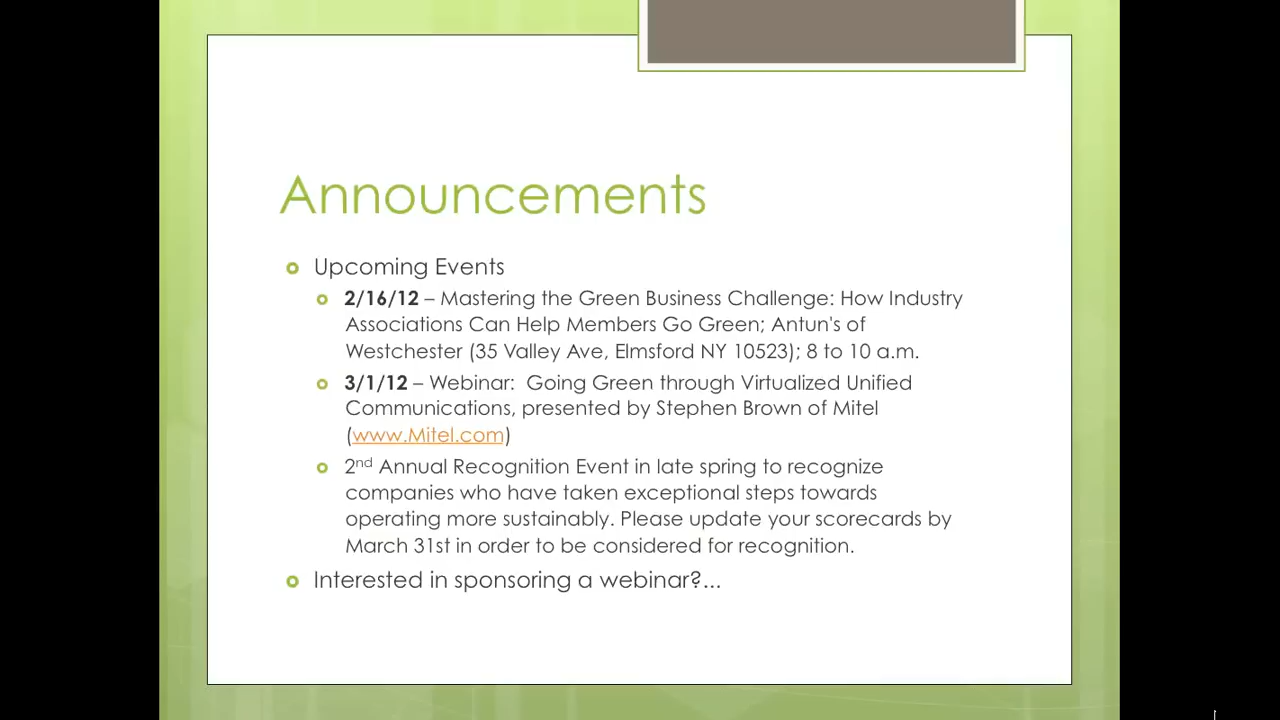 Announcements
Upcoming Events
2/16/12 – Mastering the Green Business Challenge: How Industry
Associations Can Help Members Go Green; Antun's of
Westchester (35 Valley Ave, Elmsford NY 10523); 8 to 10 a.m.
3/1/12 – Webinar:  Going Green through Virtualized Unified
Communications, presented by Stephen Brown of Mitel
(www.Mitel.com)
2nd Annual Recognition Event in late spring to recognize
companies who have taken exceptional steps towards
operating more sustainably. Please update your scorecards by
March 31st in order to be considered for recognition.
Interested in sponsoring a webinar?...